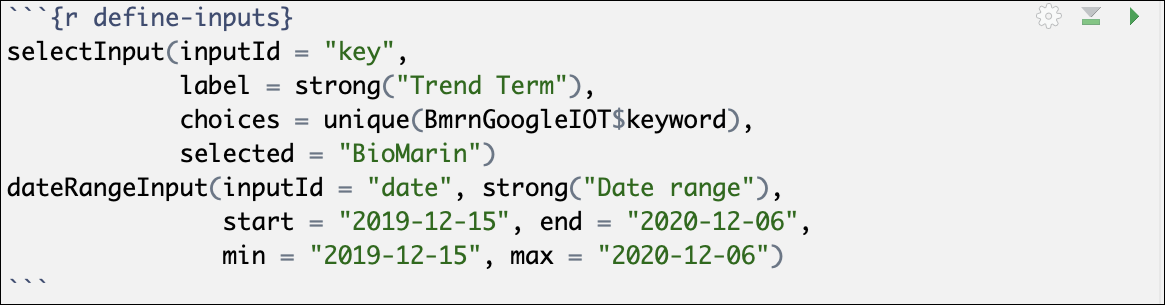 ```{r define-inputs}
selectInput(inputId = "key",
            label = strong("Trend Term"),
            choices = unique(BmrnGoogleIOT$keyword),
            selected = "BioMarin")
dateRangeInput(inputId = "date", strong("Date range"),
               start = "2019-12-15", end = "2020-12-06",
               min = "2019-12-15", max = "2020-12-06")
```